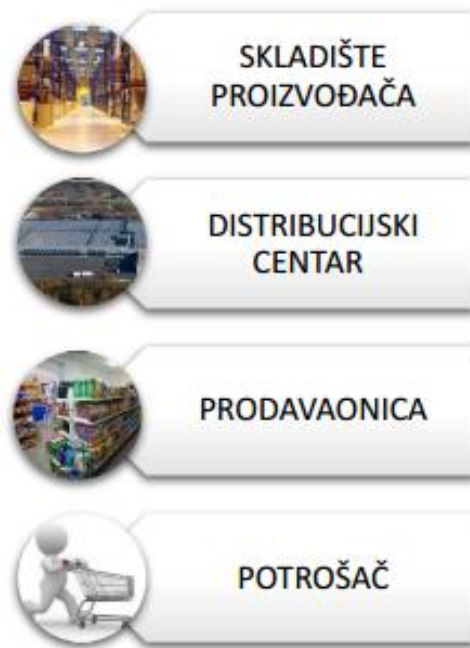 SKLADIŠTE
PROIZVOĐAČA
DISTRIBUCIJSKI
CENTAR
PRODAVAONICA
POTROŠAČ